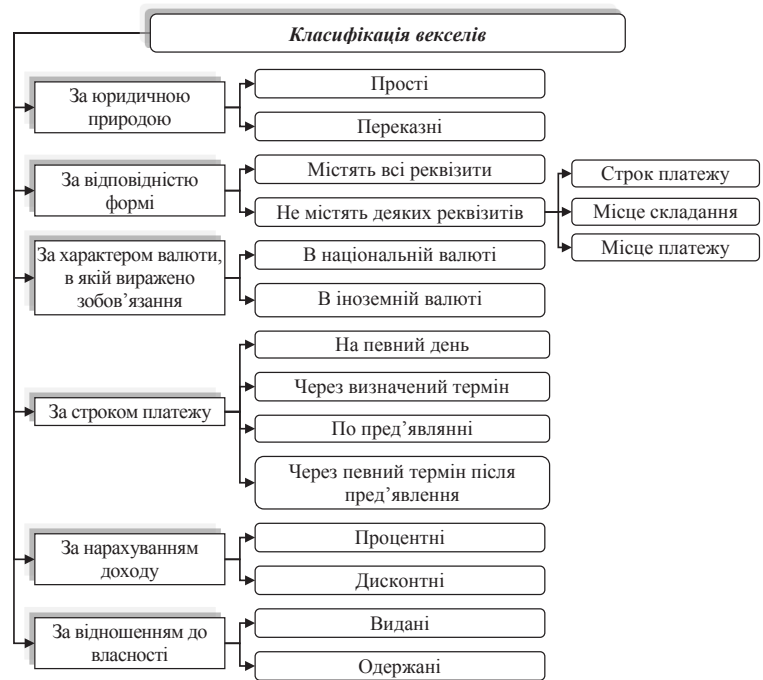 Класифікація векселів
За юридичною
природою
Прості
Переказні
За відповідністю
формі
Містять всі реквізити
Не містять деяких реквізитів
Строк платежу
Місце складання
Місце платежу
За характером валюти,
в якій виражено
зобов’язання
В національній валюті
В іноземній валюті
За строком платежу
На певний день
Через визначений термін
По пред’являнні
Через певний термін після
пред’явлення
За нарахуванням
доходу
Процентні
Дисконтні
За відношенням до
власності
Видані
Одержані